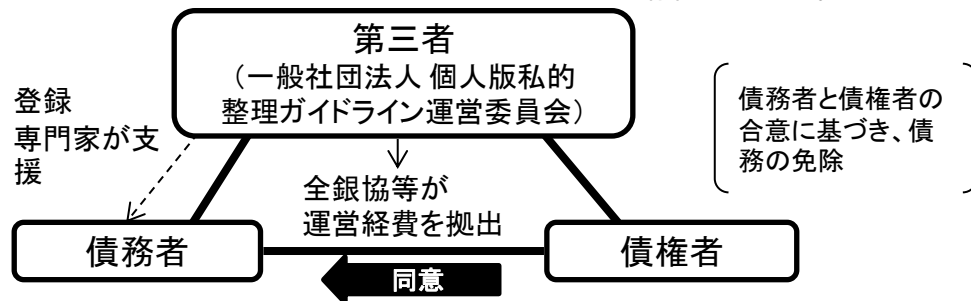 第三者
(一般社団法人 個人版私的
整理ガイドライン運営委員会)
登録
専門家が支
援
全銀協等が
運営経費を拠出
債務者と債権者の
合意に基づき、債
務の免除
債務者
債権者
同意